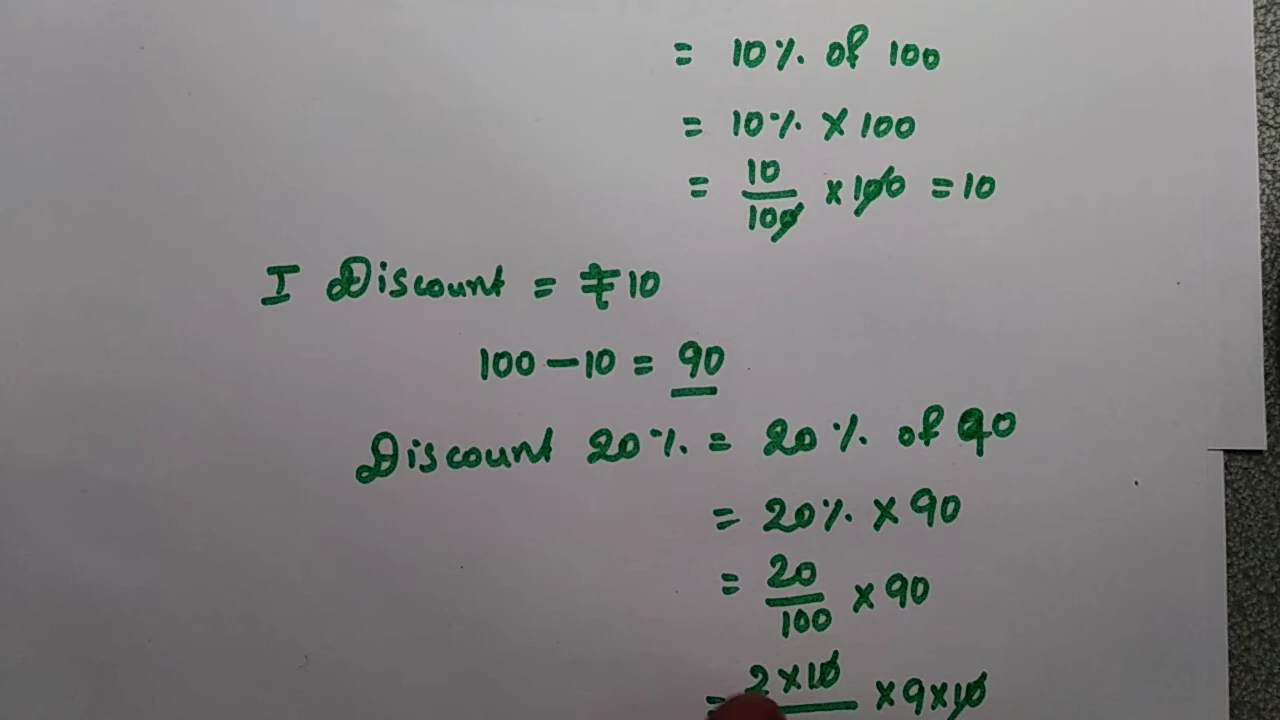 = 10% of 100
= 10% × 100
= 10/100 × 100 = 10
I Discount = ₹10
100 − 10 = 90
Discount 20% = 20% of 90
= 20% × 90
= 20/100 × 90
= 2×10 × 9×10